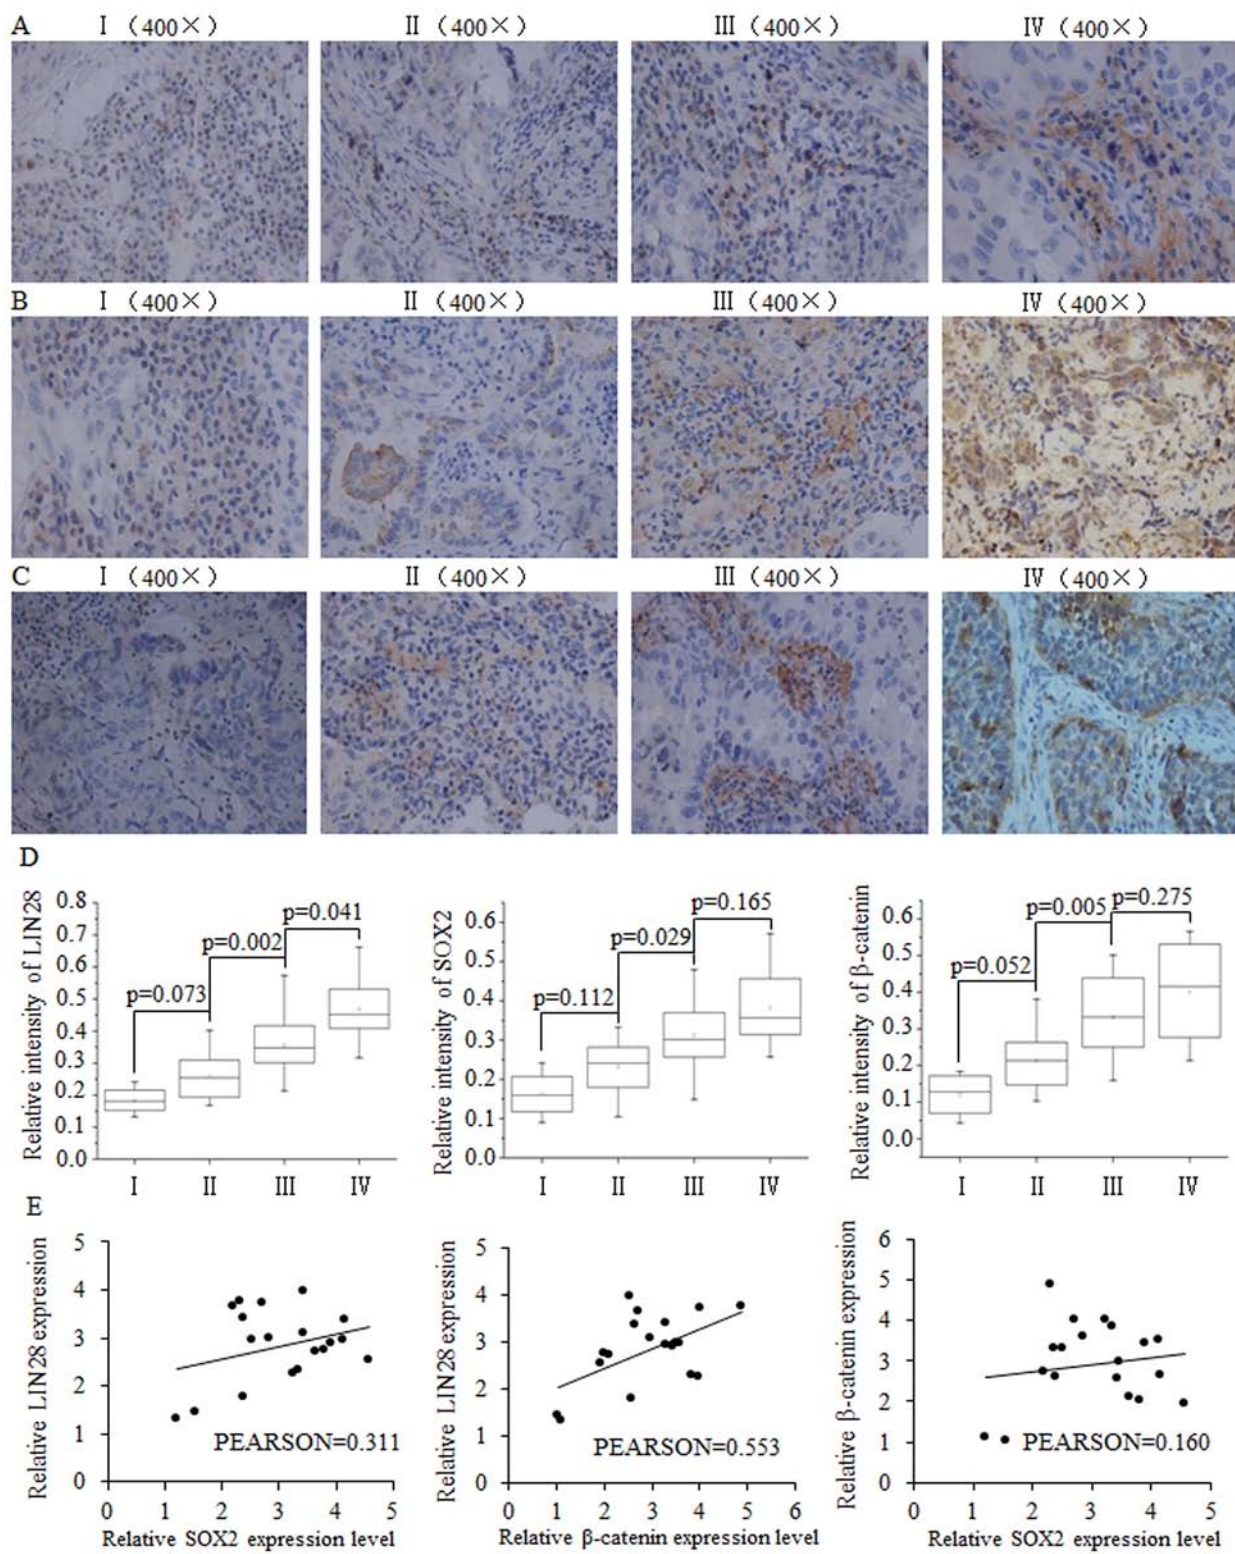 A I （400×） II （400×） III （400×） IV （400×）
B I （400×） II （400×） III （400×） IV （400×）
C I （400×） II （400×） III （400×） IV （400×）
D
Relative intensity of LIN28
0.8
0.7
0.6
0.5
0.4
0.3
0.2
0.1
0.0
p=0.073
p=0.002
p=0.041
I II III IV
Relative intensity of SOX2
0.6
0.5
0.4
0.3
0.2
0.1
0.0
p=0.112
p=0.029
p=0.165
I II III IV
Relative intensity of β-catenin
0.6
0.5
0.4
0.3
0.2
0.1
0.0
p=0.052
p=0.005
p=0.275
I II III IV
E
Relative LIN28 expression
5
4
3
2
1
0
PEARSON=0.311
0 1 2 3 4 5
Relative SOX2 expression level
Relative LIN28 expression
5
4
3
2
1
0
PEARSON=0.553
0 1 2 3 4 5 6
Relative β-catenin expression level
Relative β-catenin expression
6
5
4
3
2
1
0
PEARSON=0.160
0 1 2 3 4 5
Relative SOX2 expression level